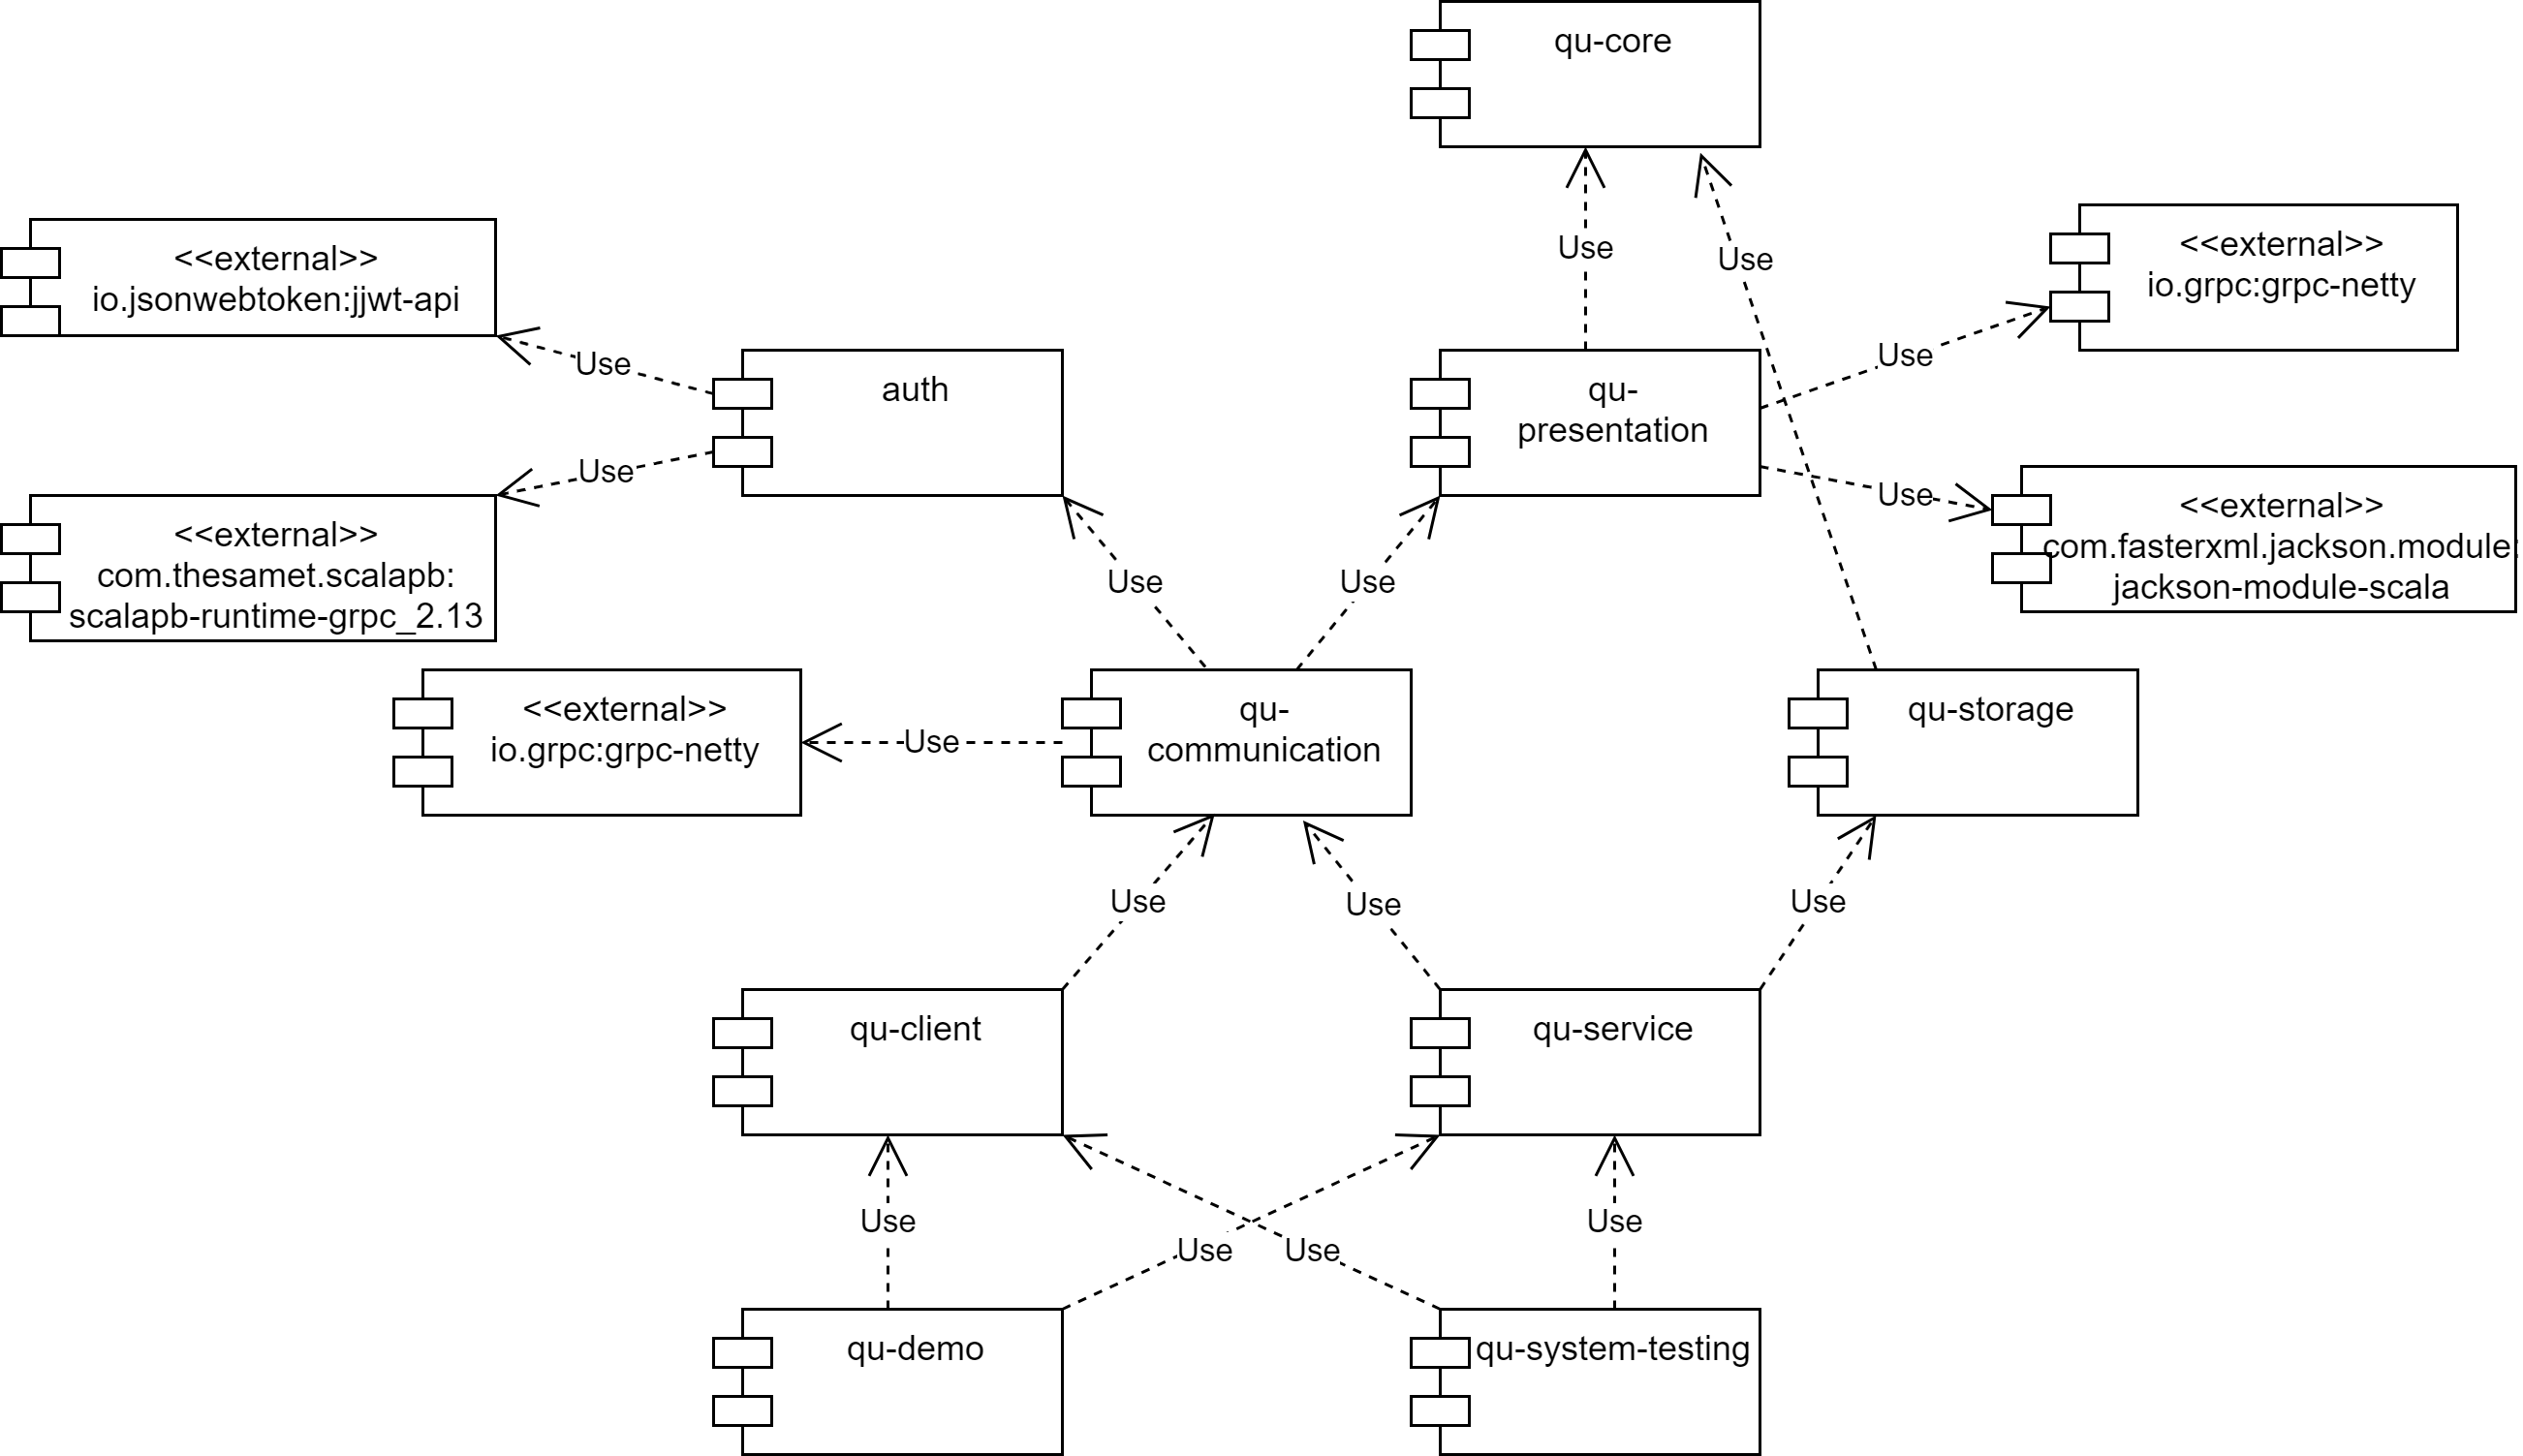 qu-core
Use
Use
<<external>>
io.jsonwebtoken:jjwt-api
<<external>>
io.grpc:grpc-netty
Use
auth
qu-
presentation
Use
Use
Use
<<external>>
com.thesamet.scalapb:
scalapb-runtime-grpc_2.13
<<external>>
com.fasterxml.jackson.module:
jackson-module-scala
Use
Use
<<external>>
io.grpc:grpc-netty
Use
qu-
communication
qu-storage
Use
Use
Use
qu-client
qu-service
Use
Use
Use
Use
qu-demo
qu-system-testing